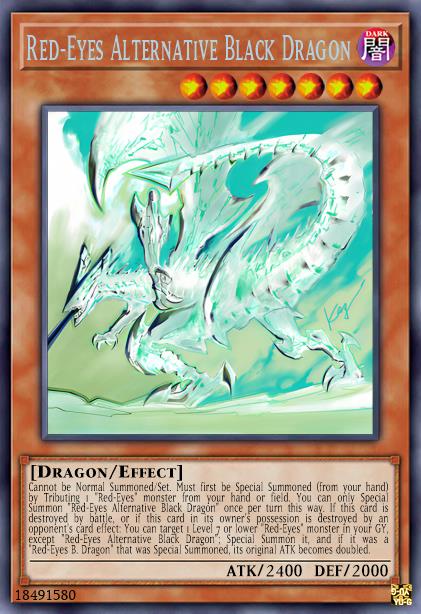 Red-Eyes Alternative Black Dragon
DARK
闇
[Dragon/Effect]
Cannot be Normal Summoned/Set. Must first be Special Summoned (from your hand)
by Tributing 1 "Red-Eyes" monster from your hand or field. You can only Special
Summon "Red-Eyes Alternative Black Dragon" once per turn this way. If this card is
destroyed by battle, or if this card in its owner's possession is destroyed by an
opponent's card effect: You can target 1 Level 7 or lower "Red-Eyes" monster in your GY,
except "Red-Eyes Alternative Black Dragon"; Special Summon it, and if it was a
"Red-Eyes B. Dragon" that was Special Summoned, its original ATK becomes doubled.
ATK/2400 DEF/2000
18491580